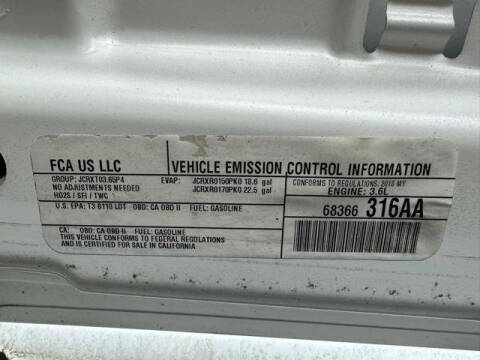 FCA US LLC
VEHICLE EMISSION CONTROL INFORMATION
GROUP: JCRXT03.65P4
NO ADJUSTMENTS NEEDED
HO2S / SFI / TWC
EVAP: JCRXR0150PK0 18.6 gal
JCRXR0170PK0 22.5 gal
CONFORMS TO REGULATIONS: 2018 MY
ENGINE: 3.6L
U.S. EPA: T3 B110 LDT OBD: CA OBD II FUEL: GASOLINE
68366 316AA
CA: OBD: CA OBD II FUEL: GASOLINE
THIS VEHICLE CONFORMS TO FEDERAL REGULATIONS
AND IS CERTIFIED FOR SALE IN CALIFORNIA